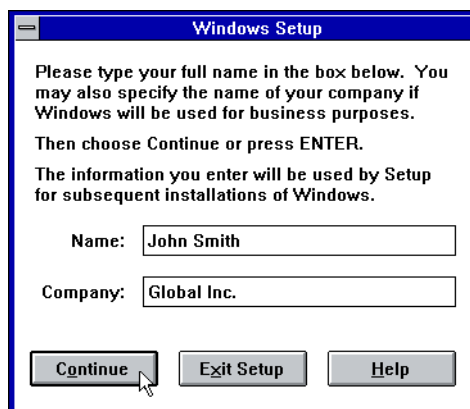 Windows Setup
Please type your full name in the box below.  You
may also specify the name of your company if
Windows will be used for business purposes.
Then choose Continue or press ENTER.
The information you enter will be used by Setup
for subsequent installations of Windows.
Name: John Smith
Company: Global Inc.
Continue Exit Setup Help